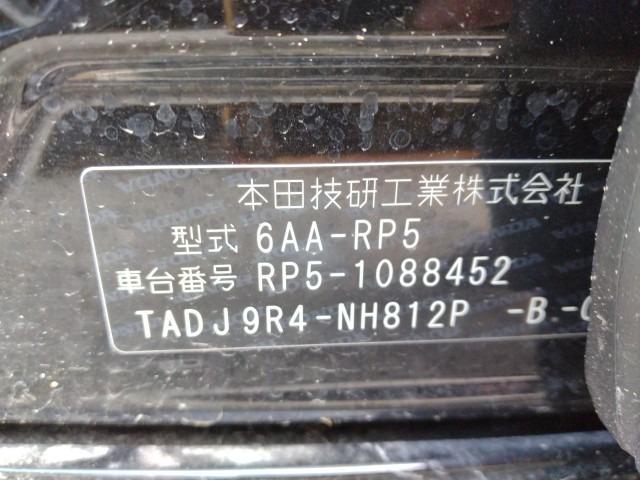 本田技研工業株式会社
型式 6AA-RP5
車台番号 RP5-1088452
TADJ9R4-NH812P -B -